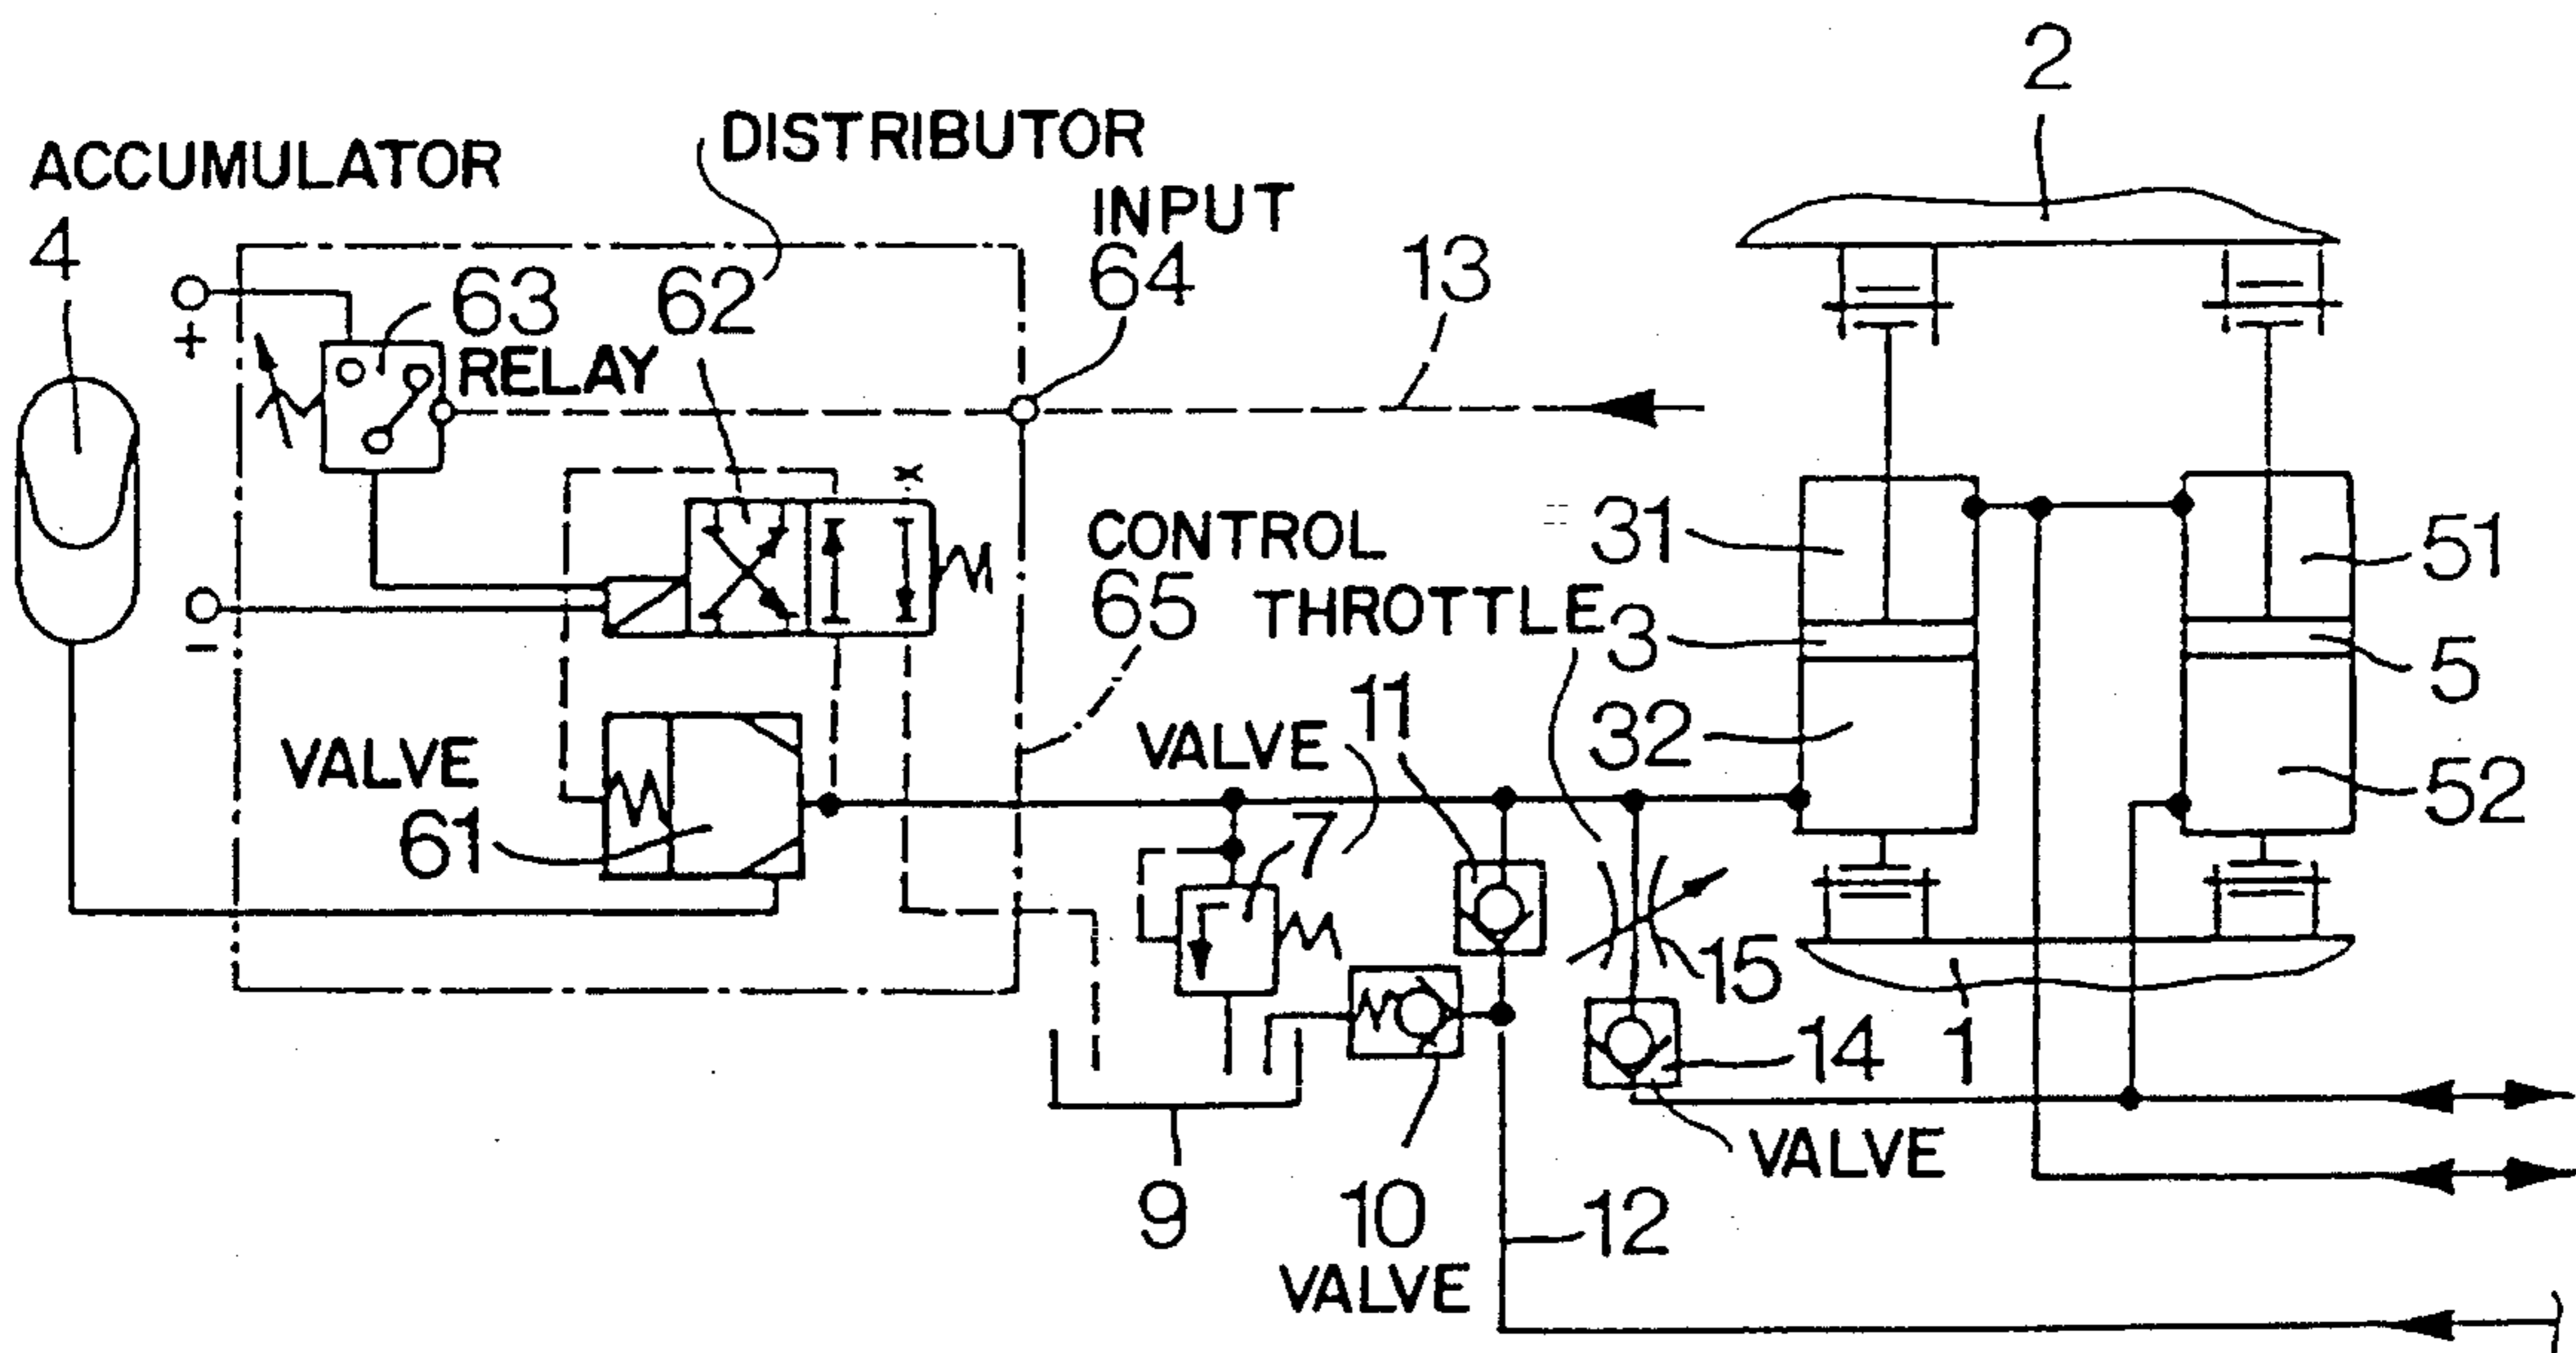 2
DISTRIBUTOR
ACCUMULATOR
INPUT
4
63
62
64
13
+
RELAY
x
31
51
CONTROL
65
THROTTLE
3
5
-
VALVE
61
VALVE
11
32
52
7
15
1
14
VALVE
9
10
VALVE
12